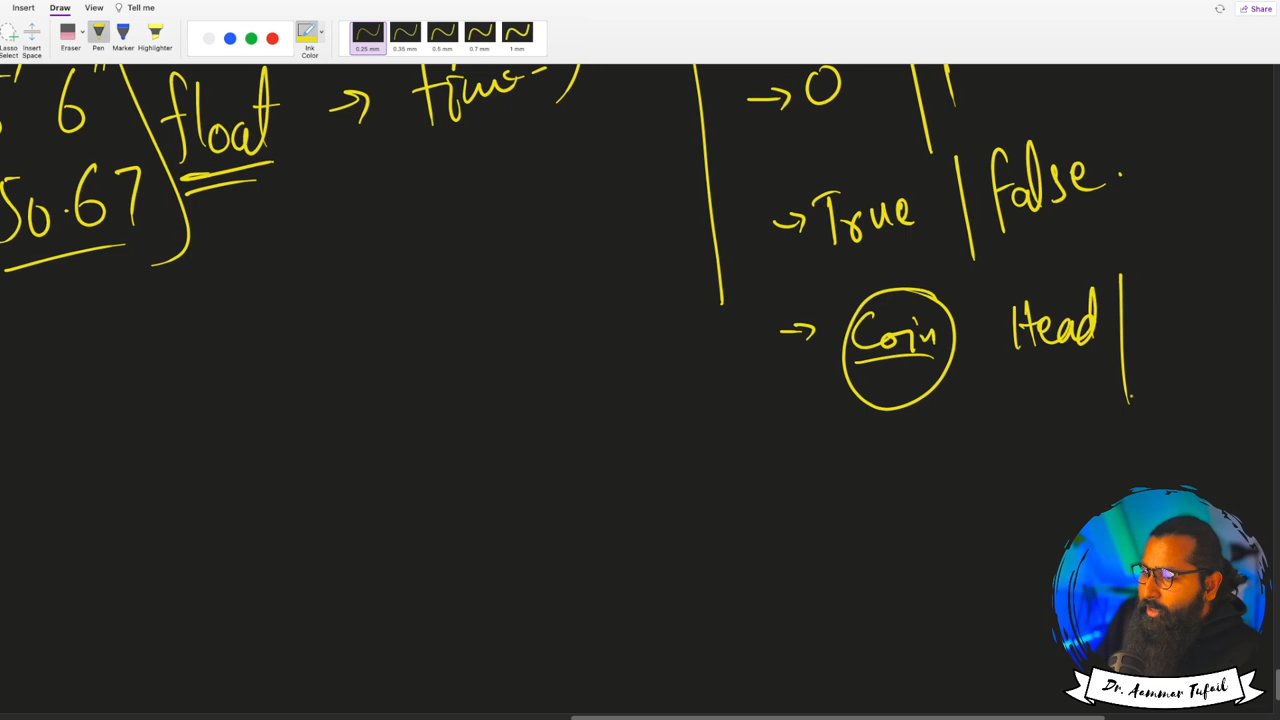 Insert Draw View Tell me Share
Lasso Select Insert Space Eraser Pen Marker Highlighter Ink Color 0.25 mm 0.35 mm 0.5 mm 0.7 mm 1 mm
6" float → time
→ 0 | 1
50.67
→ True | False.
→ Coin Head |
Dr. Aammar Tufail